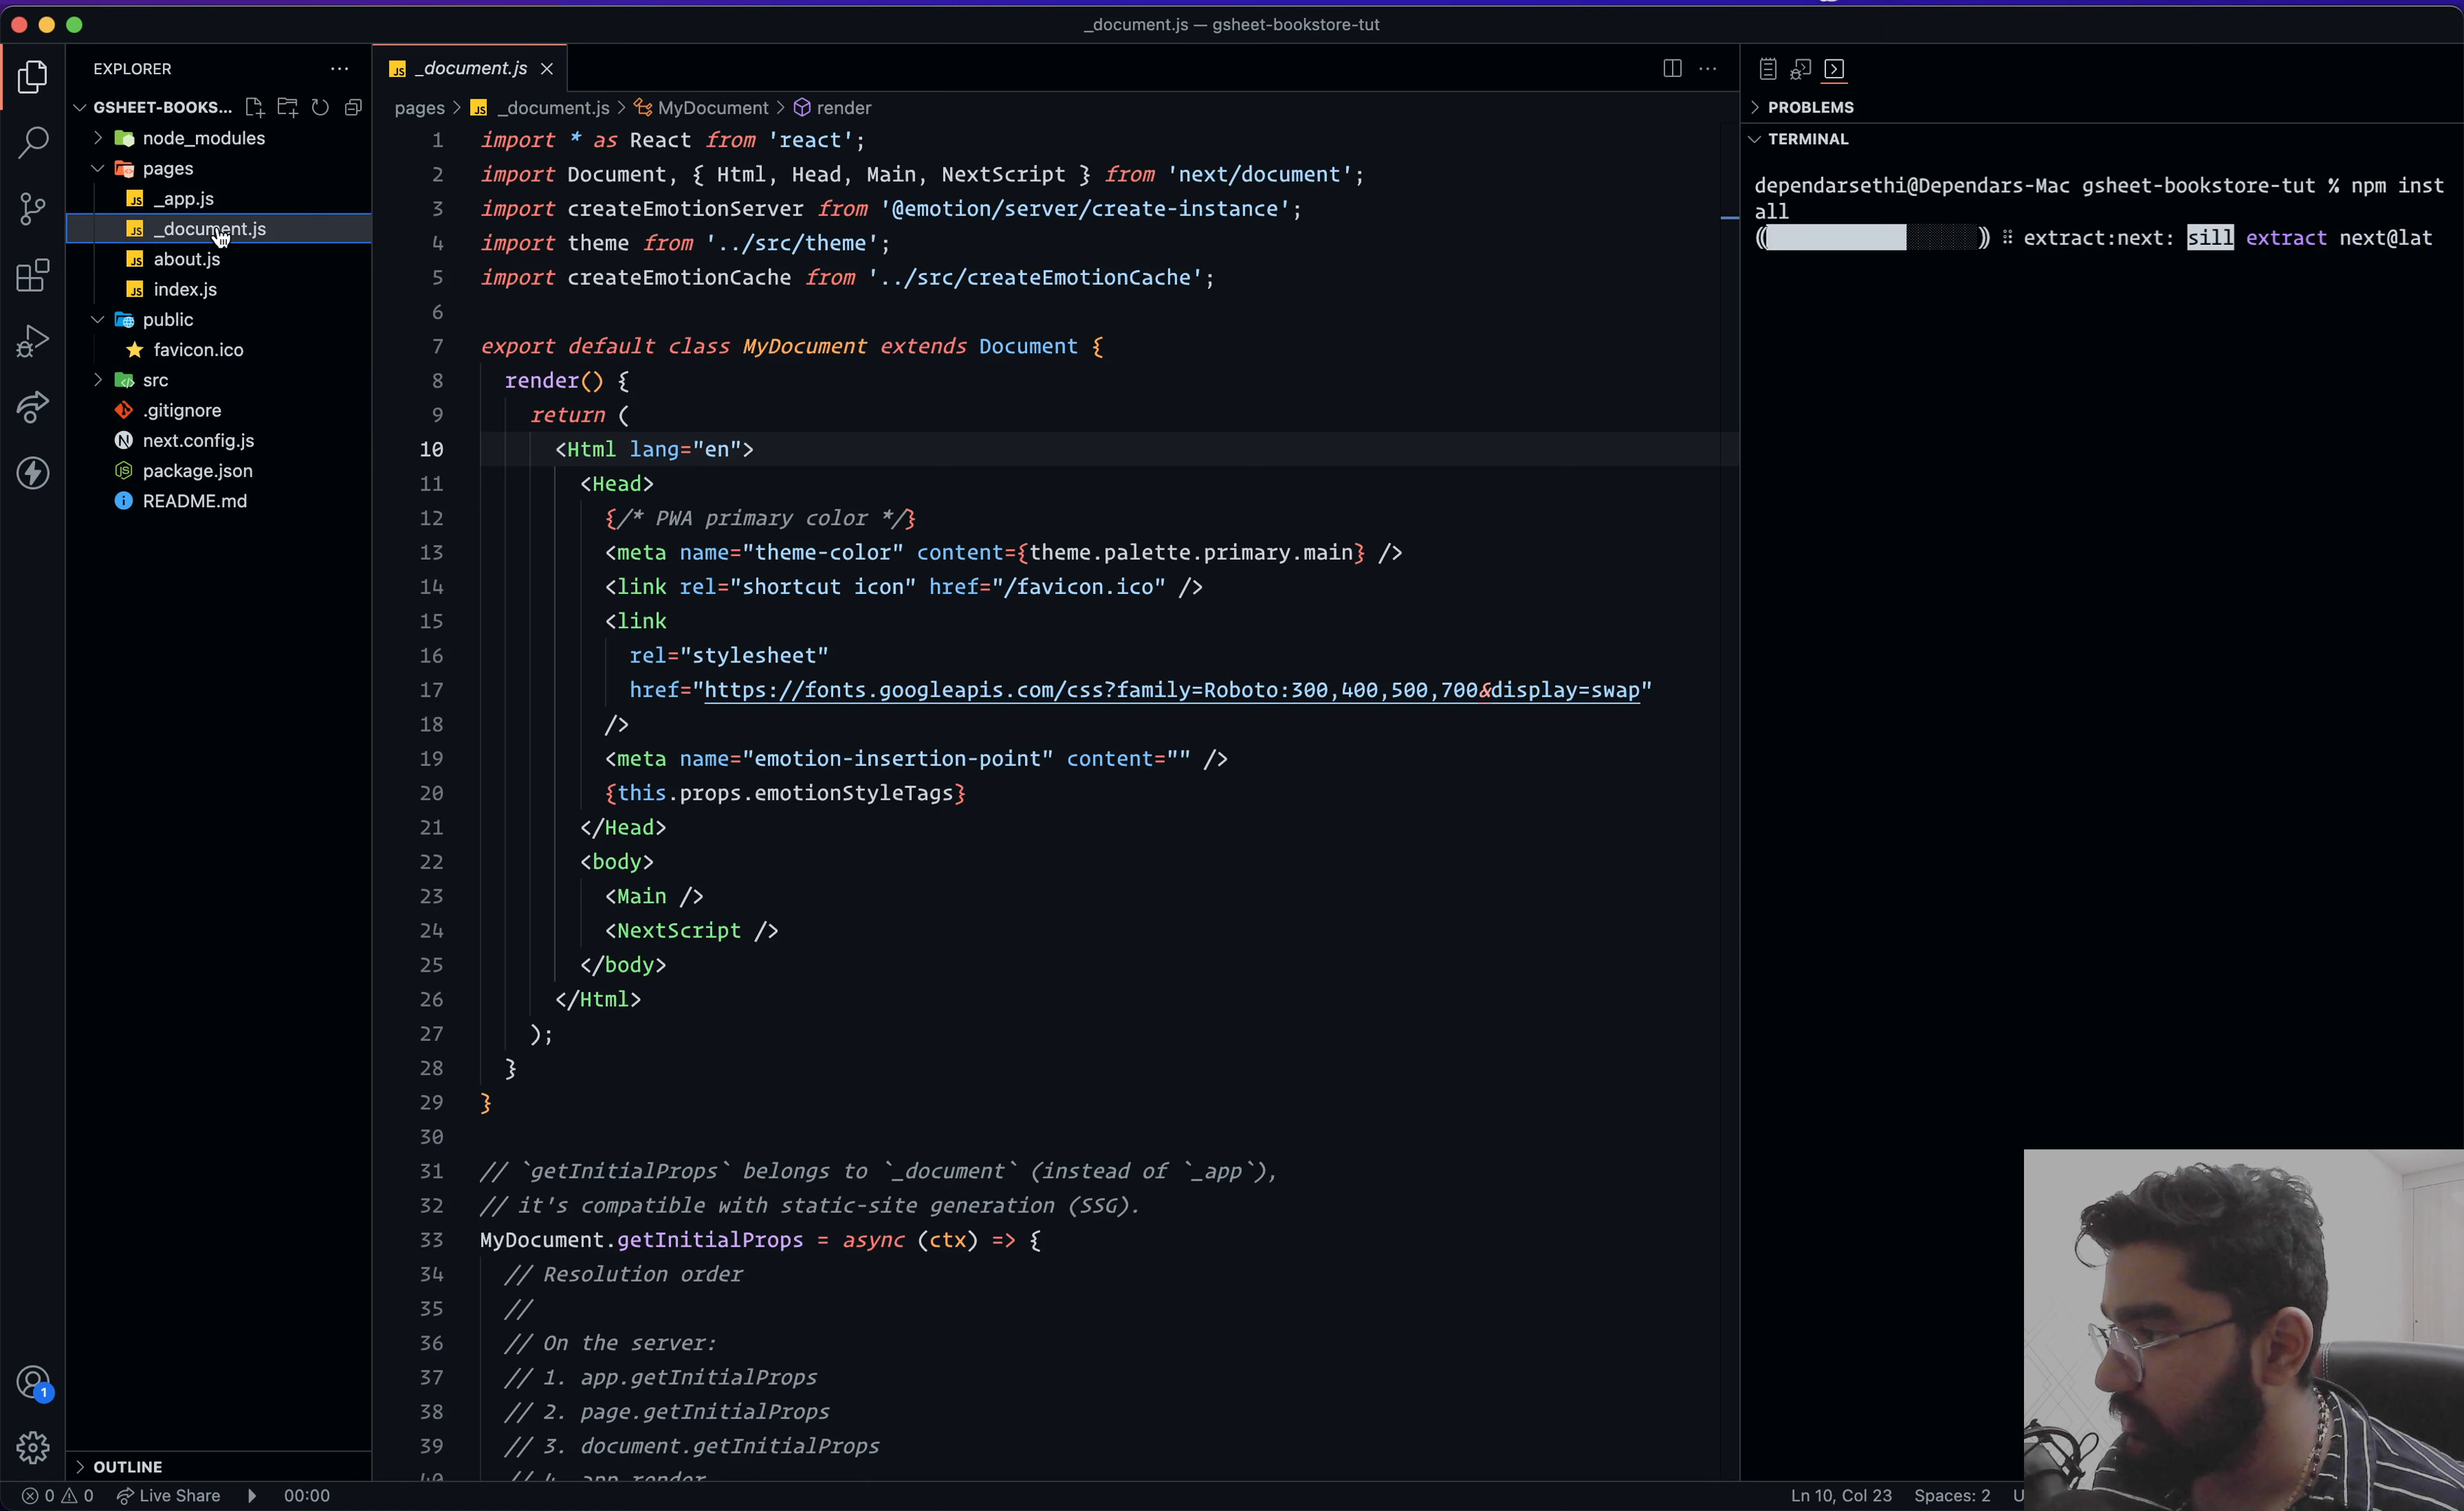 _document.js — gsheet-bookstore-tut
EXPLORER
GSHEET-BOOKS...
node_modules
pages
_app.js
_document.js
about.js
index.js
public
favicon.ico
src
.gitignore
next.config.js
package.json
README.md
OUTLINE
_document.js
pages > _document.js > MyDocument > render
1 import * as React from 'react';
2 import Document, { Html, Head, Main, NextScript } from 'next/document';
3 import createEmotionServer from '@emotion/server/create-instance';
4 import theme from '../src/theme';
5 import createEmotionCache from '../src/createEmotionCache';
6
7 export default class MyDocument extends Document {
8 render() {
9 return (
10 <Html lang="en">
11 <Head>
12 {/* PWA primary color */}
13 <meta name="theme-color" content={theme.palette.primary.main} />
14 <link rel="shortcut icon" href="/favicon.ico" />
15 <link
16 rel="stylesheet"
17 href="https://fonts.googleapis.com/css?family=Roboto:300,400,500,700&display=swap"
18 />
19 <meta name="emotion-insertion-point" content="" />
20 {this.props.emotionStyleTags}
21 </Head>
22 <body>
23 <Main />
24 <NextScript />
25 </body>
26 </Html>
27 );
28 }
29 }
30
31 // `getInitialProps` belongs to `_document` (instead of `_app`),
32 // it's compatible with static-site generation (SSG).
33 MyDocument.getInitialProps = async (ctx) => {
34 // Resolution order
35 //
36 // On the server:
37 // 1. app.getInitialProps
38 // 2. page.getInitialProps
39 // 3. document.getInitialProps
40 // 4. app.render
PROBLEMS
TERMINAL
dependarsethi@Dependars-Mac gsheet-bookstore-tut % npm inst
all
extract:next: sill extract next@lat
1
0 0 Live Share 00:00
Ln 10, Col 23 Spaces: 2 U